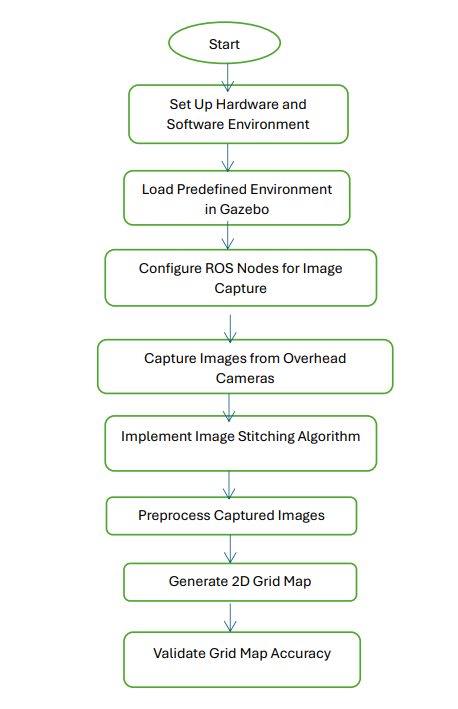 Start
Set Up Hardware and
Software Environment
Load Predefined Environment
in Gazebo
Configure ROS Nodes for Image
Capture
Capture Images from Overhead
Cameras
Implement Image Stitching Algorithm
Preprocess Captured Images
Generate 2D Grid Map
Validate Grid Map Accuracy